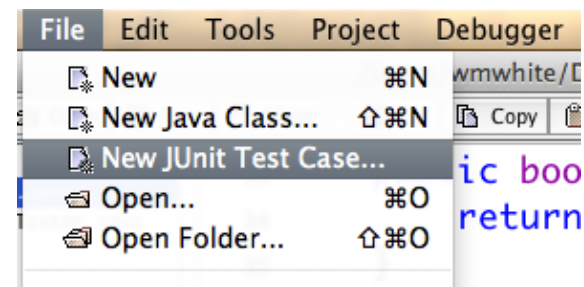 File Edit Tools Project Debugger
New ⌘N
wmwhite/D
New Java Class... ⇧⌘N
Copy
New JUnit Test Case...
ic boo
Open... ⌘O
return
Open Folder... ⇧⌘O